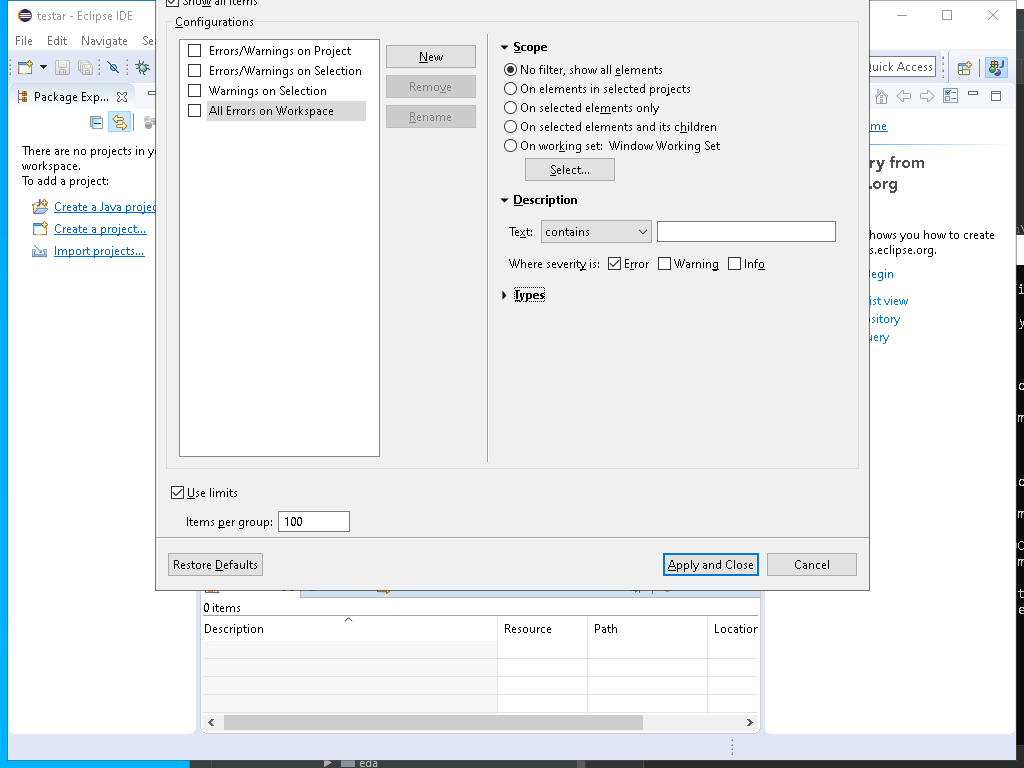 Show all items
testar - Eclipse IDE
Configurations
File Edit Navigate Se
Errors/Warnings on Project
Errors/Warnings on Selection
Warnings on Selection
All Errors on Workspace
New
Remove
Rename
Scope
No filter, show all elements
On elements in selected projects
On selected elements only
On selected elements and its children
On working set: Window Working Set
Select...
Description
Text: contains
Where severity is: Error Warning Info
Types
Quick Access
Package Exp...
There are no projects in y
workspace.
To add a project:
Create a Java projec
Create a project...
Import projects...
me
ry from
.org
hows you how to create
s.eclipse.org.
egin
ist view
sitory
uery
Use limits
Items per group: 100
Restore Defaults
Apply and Close
Cancel
0 items
Description Resource Path Location
eda